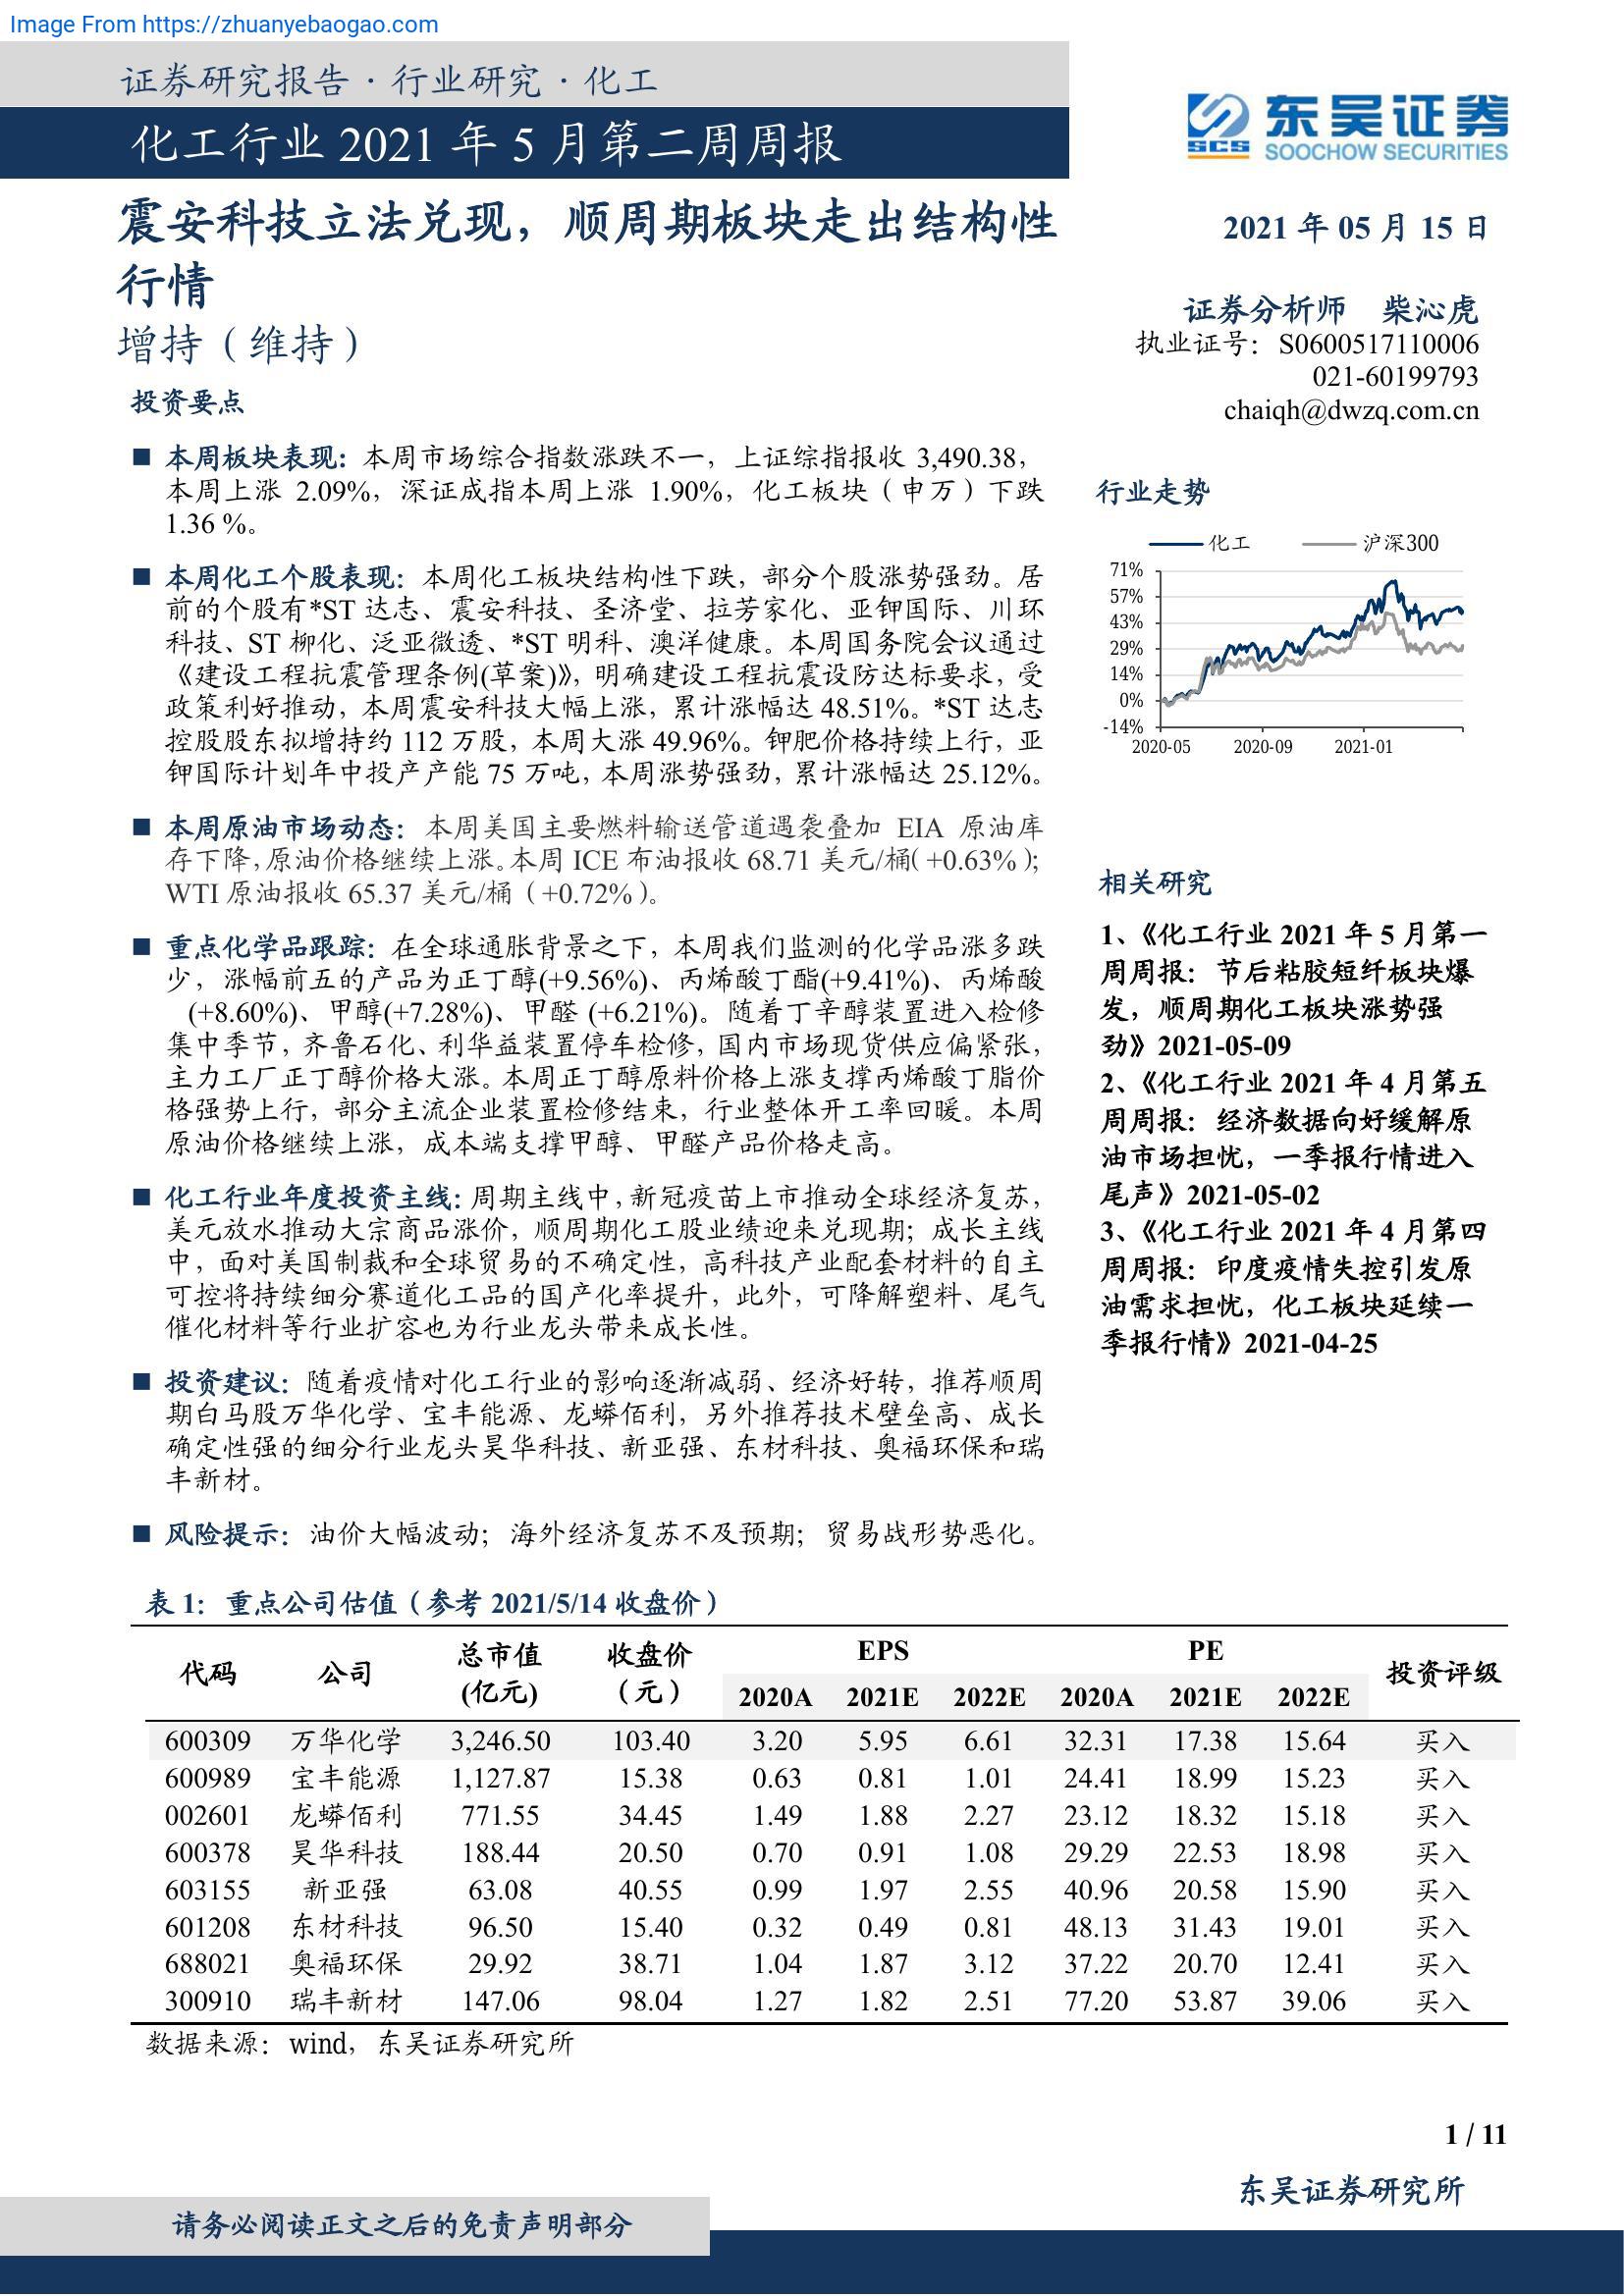 Image From https://zhuanyebaogao.com
证券研究报告·行业研究·化工
化工行业 2021 年 5 月第二周周报
东吴证券
SCS
SOOCHOW SECURITIES
震安科技立法兑现，顺周期板块走出结构性
行情
增持（维持）
2021 年 05 月 15 日
证券分析师 柴沁虎
执业证号：S0600517110006
021-60199793
chaiqh@dwzq.com.cn
投资要点
■ 本周板块表现：本周市场综合指数涨跌不一，上证综指报收 3,490.38，
本周上涨 2.09%，深证成指本周上涨 1.90%，化工板块（申万）下跌
1.36 %。
■ 本周化工个股表现：本周化工板块结构性下跌，部分个股涨势强劲。居
前的个股有*ST 达志、震安科技、圣济堂、拉芳家化、亚钾国际、川环
科技、ST 柳化、泛亚微透、*ST 明科、澳洋健康。本周国务院会议通过
《建设工程抗震管理条例(草案)》，明确建设工程抗震设防达标要求，受
政策利好推动，本周震安科技大幅上涨，累计涨幅达 48.51%。*ST 达志
控股股东拟增持约 112 万股，本周大涨 49.96%。钾肥价格持续上行，亚
钾国际计划年中投产产能 75 万吨，本周涨势强劲，累计涨幅达 25.12%。
■ 本周原油市场动态：本周美国主要燃料输送管道遇袭叠加 EIA 原油库
存下降，原油价格继续上涨。本周 ICE 布油报收 68.71 美元/桶（+0.63%）；
WTI 原油报收 65.37 美元/桶（+0.72%）。
■ 重点化学品跟踪：在全球通胀背景之下，本周我们监测的化学品涨多跌
少，涨幅前五的产品为正丁醇(+9.56%)、丙烯酸丁酯(+9.41%)、丙烯酸
(+8.60%)、甲醇(+7.28%)、甲醛 (+6.21%)。随着丁辛醇装置进入检修
集中季节，齐鲁石化、利华益装置停车检修，国内市场现货供应偏紧张，
主力工厂正丁醇价格大涨。本周正丁醇原料价格上涨支撑丙烯酸丁脂价
格强势上行，部分主流企业装置检修结束，行业整体开工率回暖。本周
原油价格继续上涨，成本端支撑甲醇、甲醛产品价格走高。
■ 化工行业年度投资主线：周期主线中，新冠疫苗上市推动全球经济复苏，
美元放水推动大宗商品涨价，顺周期化工股业绩迎来兑现期；成长主线
中，面对美国制裁和全球贸易的不确定性，高科技产业配套材料的自主
可控将持续细分赛道化工品的国产化率提升，此外，可降解塑料、尾气
催化材料等行业扩容也为行业龙头带来成长性。
■ 投资建议：随着疫情对化工行业的影响逐渐减弱、经济好转，推荐顺周
期白马股万华化学、宝丰能源、龙蟒佰利，另外推荐技术壁垒高、成长
确定性强的细分行业龙头昊华科技、新亚强、东材科技、奥福环保和瑞
丰新材。
■ 风险提示：油价大幅波动；海外经济复苏不及预期；贸易战形势恶化。
行业走势
化工 沪深300
71%
57%
43%
29%
14%
0%
-14%
2020-05 2020-09 2021-01
相关研究
1、《化工行业 2021 年 5 月第一
周周报：节后粘胶短纤板块爆
发，顺周期化工板块涨势强
劲》2021-05-09
2、《化工行业 2021 年 4 月第五
周周报：经济数据向好缓解原
油市场担忧，一季报行情进入
尾声》2021-05-02
3、《化工行业 2021 年 4 月第四
周周报：印度疫情失控引发原
油需求担忧，化工板块延续一
季报行情》2021-04-25
表 1：重点公司估值（参考 2021/5/14 收盘价）
代码 公司 总市值(亿元) 收盘价（元） EPS PE 投资评级
2020A 2021E 2022E 2020A 2021E 2022E
600309 万华化学 3,246.50 103.40 3.20 5.95 6.61 32.31 17.38 15.64 买入
600989 宝丰能源 1,127.87 15.38 0.63 0.81 1.01 24.41 18.99 15.23 买入
002601 龙蟒佰利 771.55 34.45 1.49 1.88 2.27 23.12 18.32 15.18 买入
600378 昊华科技 188.44 20.50 0.70 0.91 1.08 29.29 22.53 18.98 买入
603155 新亚强 63.08 40.55 0.99 1.97 2.55 40.96 20.58 15.90 买入
601208 东材科技 96.50 15.40 0.32 0.49 0.81 48.13 31.43 19.01 买入
688021 奥福环保 29.92 38.71 1.04 1.87 3.12 37.22 20.70 12.41 买入
300910 瑞丰新材 147.06 98.04 1.27 1.82 2.51 77.20 53.87 39.06 买入
数据来源：wind，东吴证券研究所
1 / 11
东吴证券研究所
请务必阅读正文之后的免责声明部分